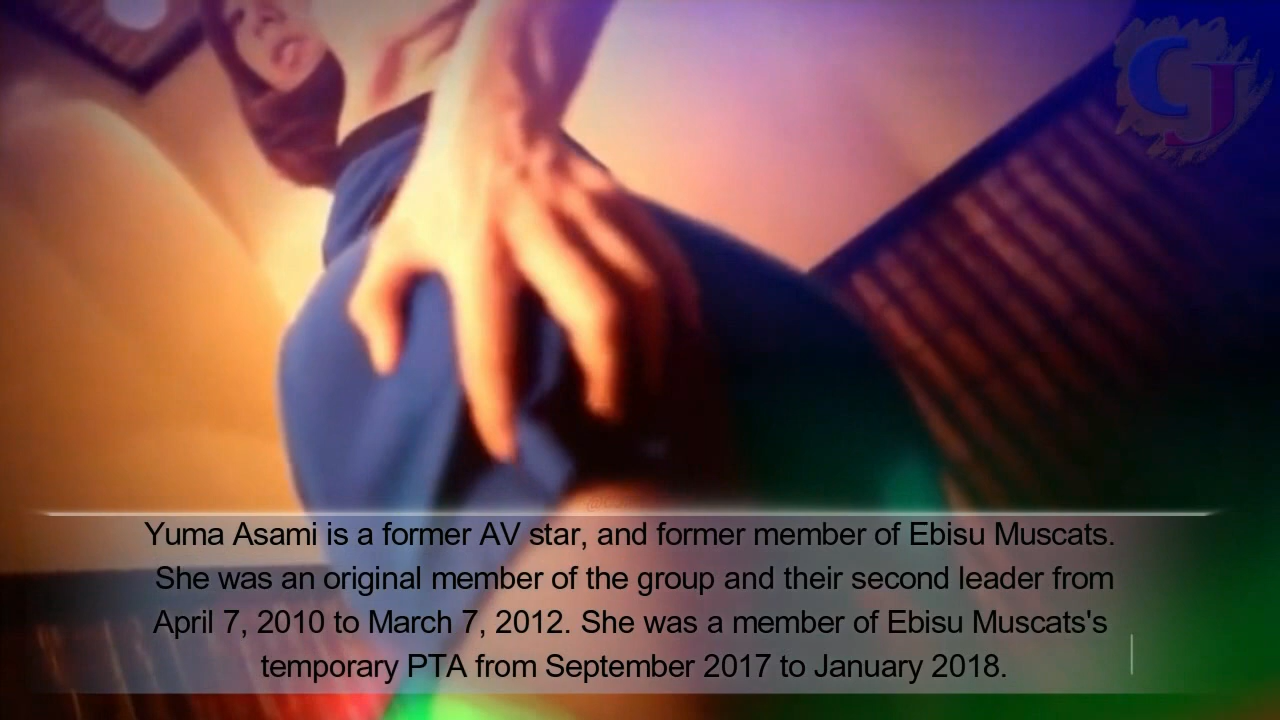 CJ
Yuma Asami is a former AV star, and former member of Ebisu Muscats.
She was an original member of the group and their second leader from
April 7, 2010 to March 7, 2012. She was a member of Ebisu Muscats's
temporary PTA from September 2017 to January 2018.